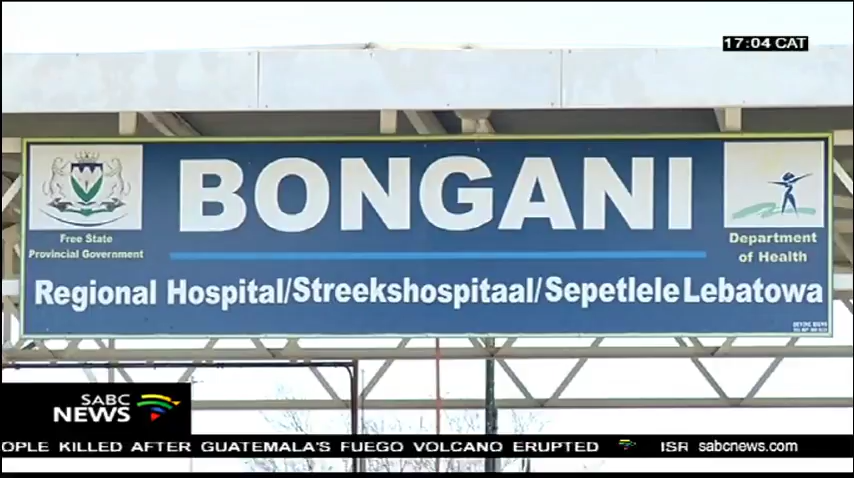 17:04 CAT
BONGANI
Free State
Provincial Government
Department
of Health
Regional Hospital/Streekshospitaal/Sepetlele Lebatowa
SABC
NEWS
OPLE KILLED AFTER GUATEMALA'S FUEGO VOLCANO ERUPTED ISR sabcnews.com